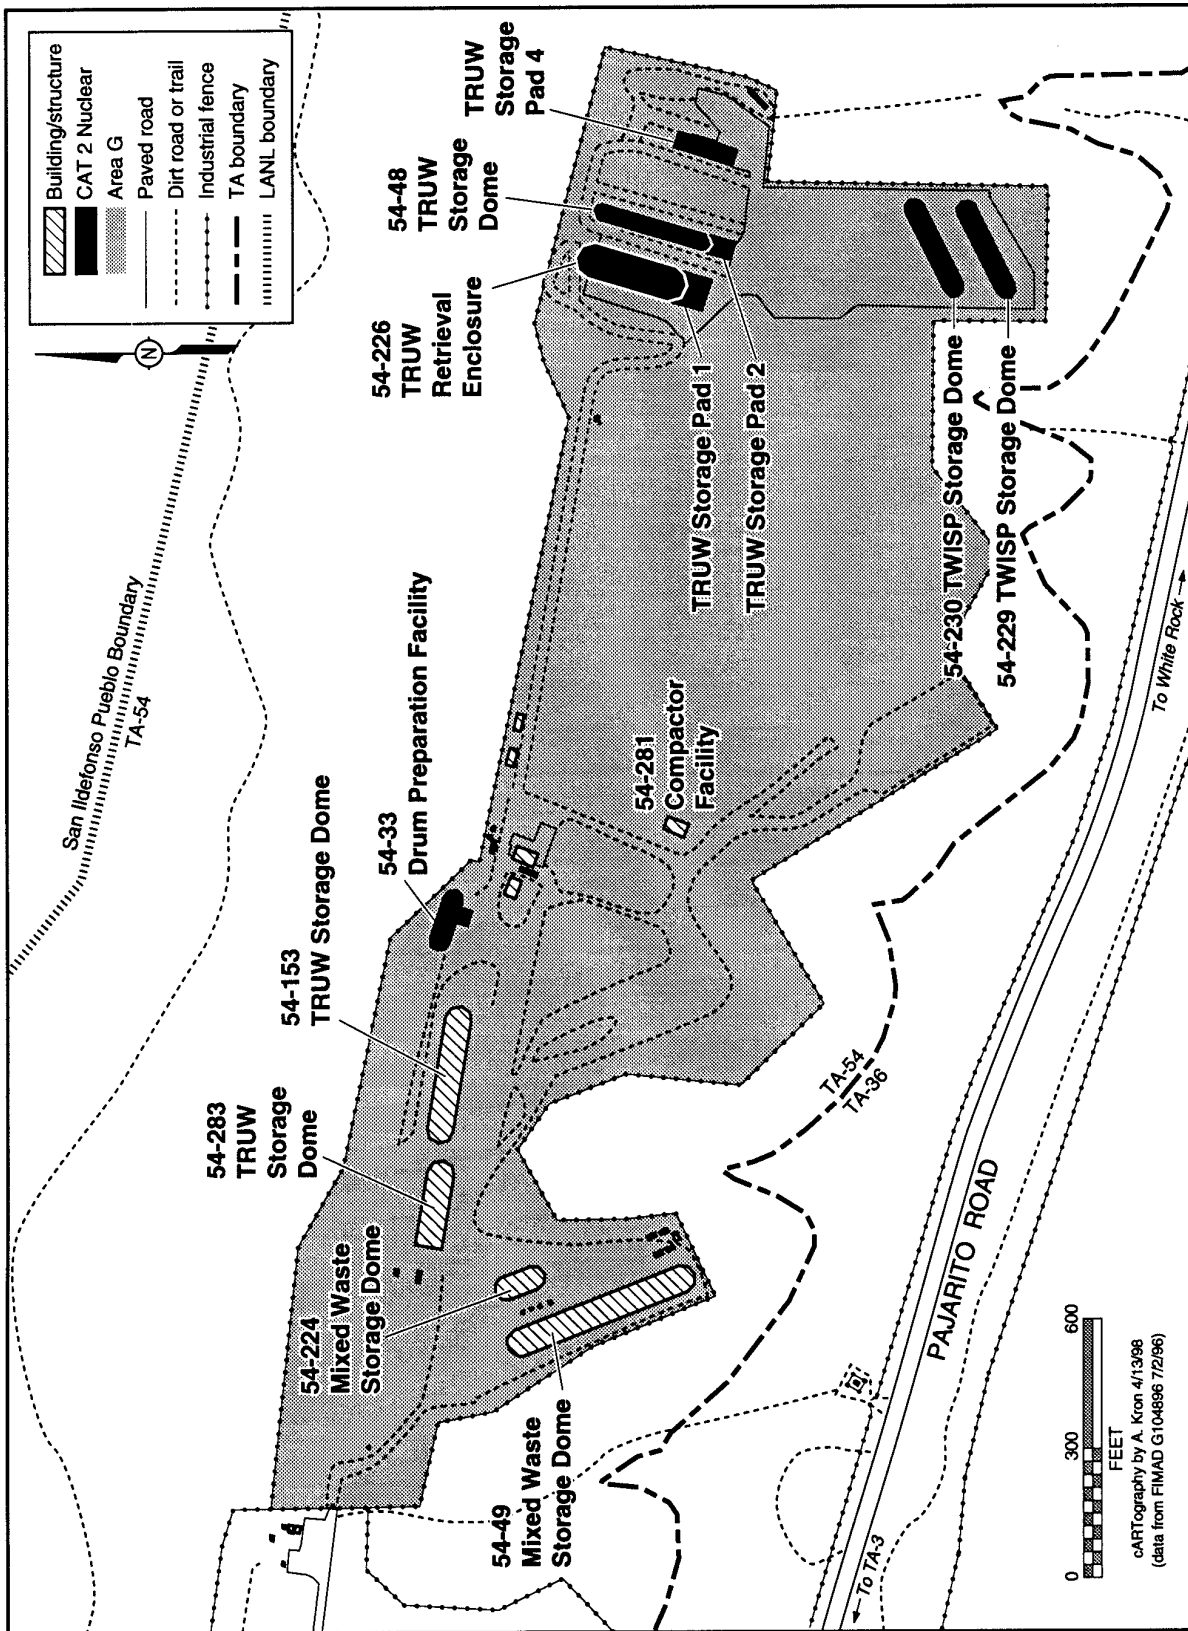 Building/structure
CAT 2 Nuclear
Area G
Paved road
Dirt road or trail
Industrial fence
TA boundary
LANL boundary
N
San Ildefonso Pueblo Boundary
TA-54
54-224
Mixed Waste
Storage Dome
54-283
TRUW
Storage
Dome
54-153
TRUW Storage Dome
54-33
Drum Preparation Facility
54-226
TRUW
Retrieval
Enclosure
54-48
TRUW
Storage
Dome
TRUW
Storage
Pad 4
54-49
Mixed Waste
Storage Dome
54-281
Compactor
Facility
TRUW Storage Pad 1
TRUW Storage Pad 2
54-230 TWISP Storage Dome
54-229 TWISP Storage Dome
TA-54
TA-36
PAJARITO ROAD
← To TA-3
To White Rock →
0 300 600
FEET
cARTography by A. Kron 4/13/98
(data from FIMAD G104896 7/2/96)